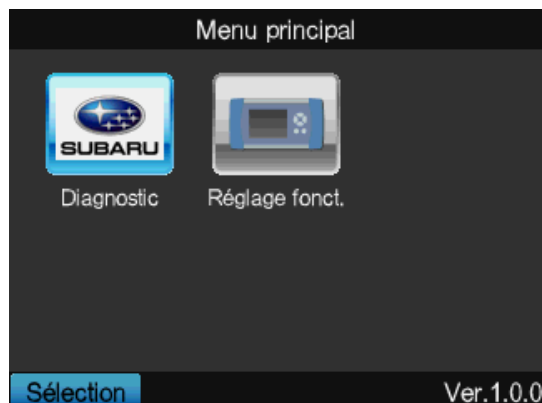 Menu principal
SUBARU
Diagnostic
Réglage fonct.
Sélection
Ver.1.0.0